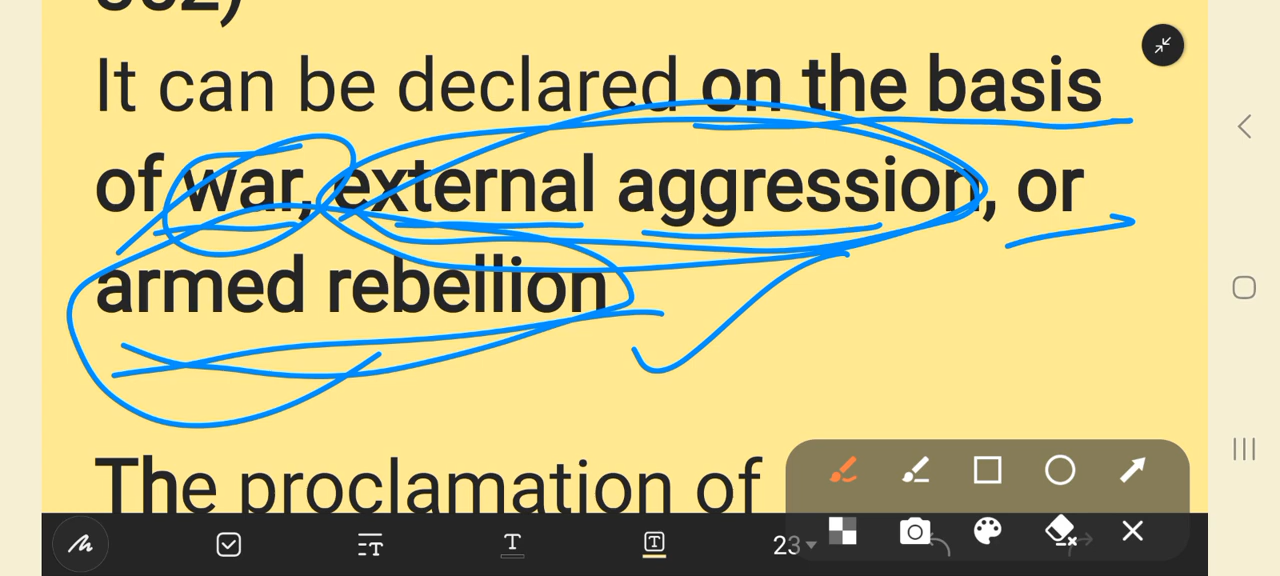 It can be declared on the basis
of war, external aggression, or
armed rebellion
The proclamation of
23